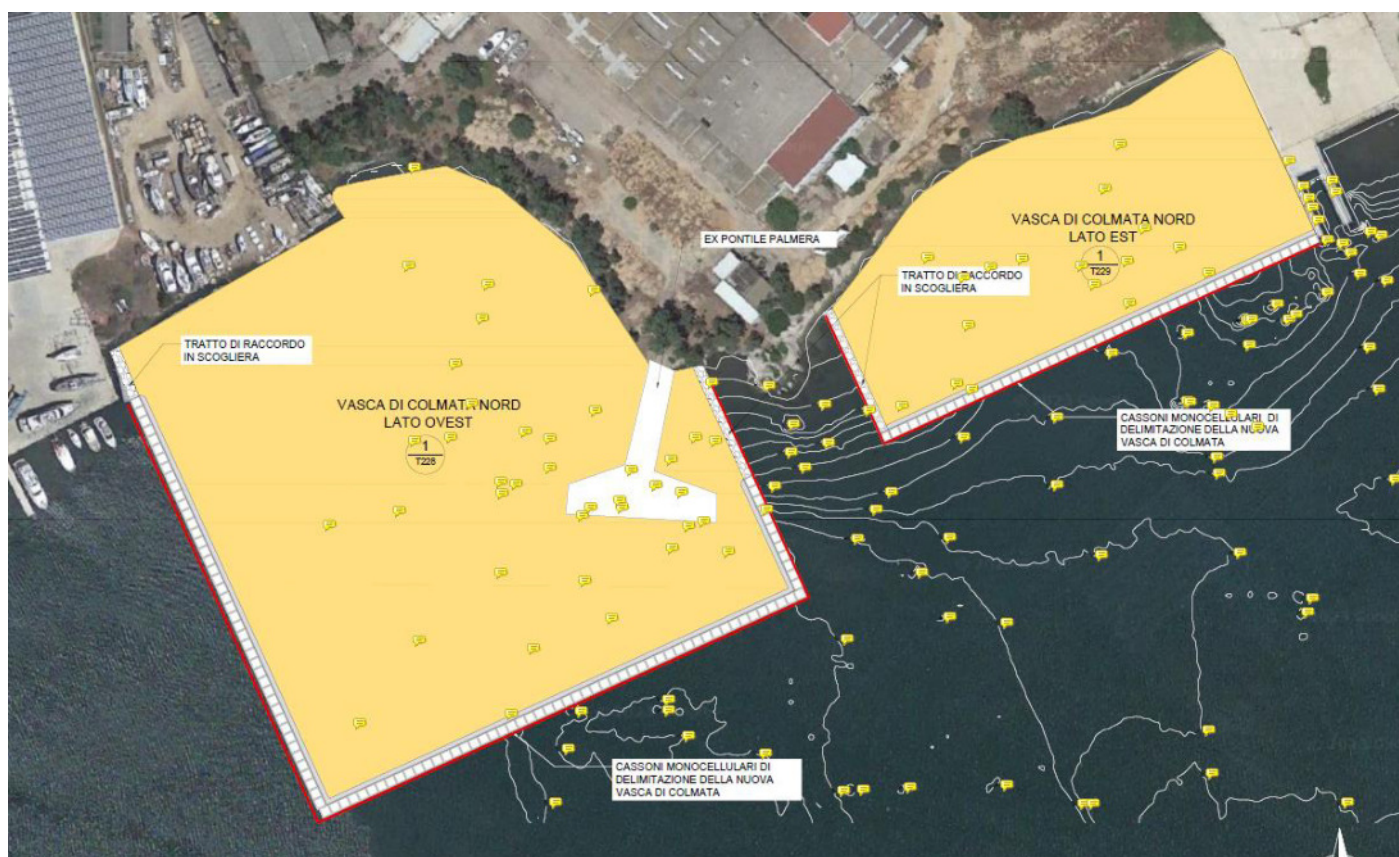 VASCA DI COLMATA NORD
LATO EST
1
T229
EX PONTILE PALMERA
TRATTO DI RACCORDO
IN SCOGLIERA
TRATTO DI RACCORDO
IN SCOGLIERA
VASCA DI COLMATA NORD
LATO OVEST
1
T228
CASSONI MONOCELLULARI DI
DELIMITAZIONE DELLA NUOVA
VASCA DI COLMATA
CASSONI MONOCELLULARI DI
DELIMITAZIONE DELLA NUOVA
VASCA DI COLMATA